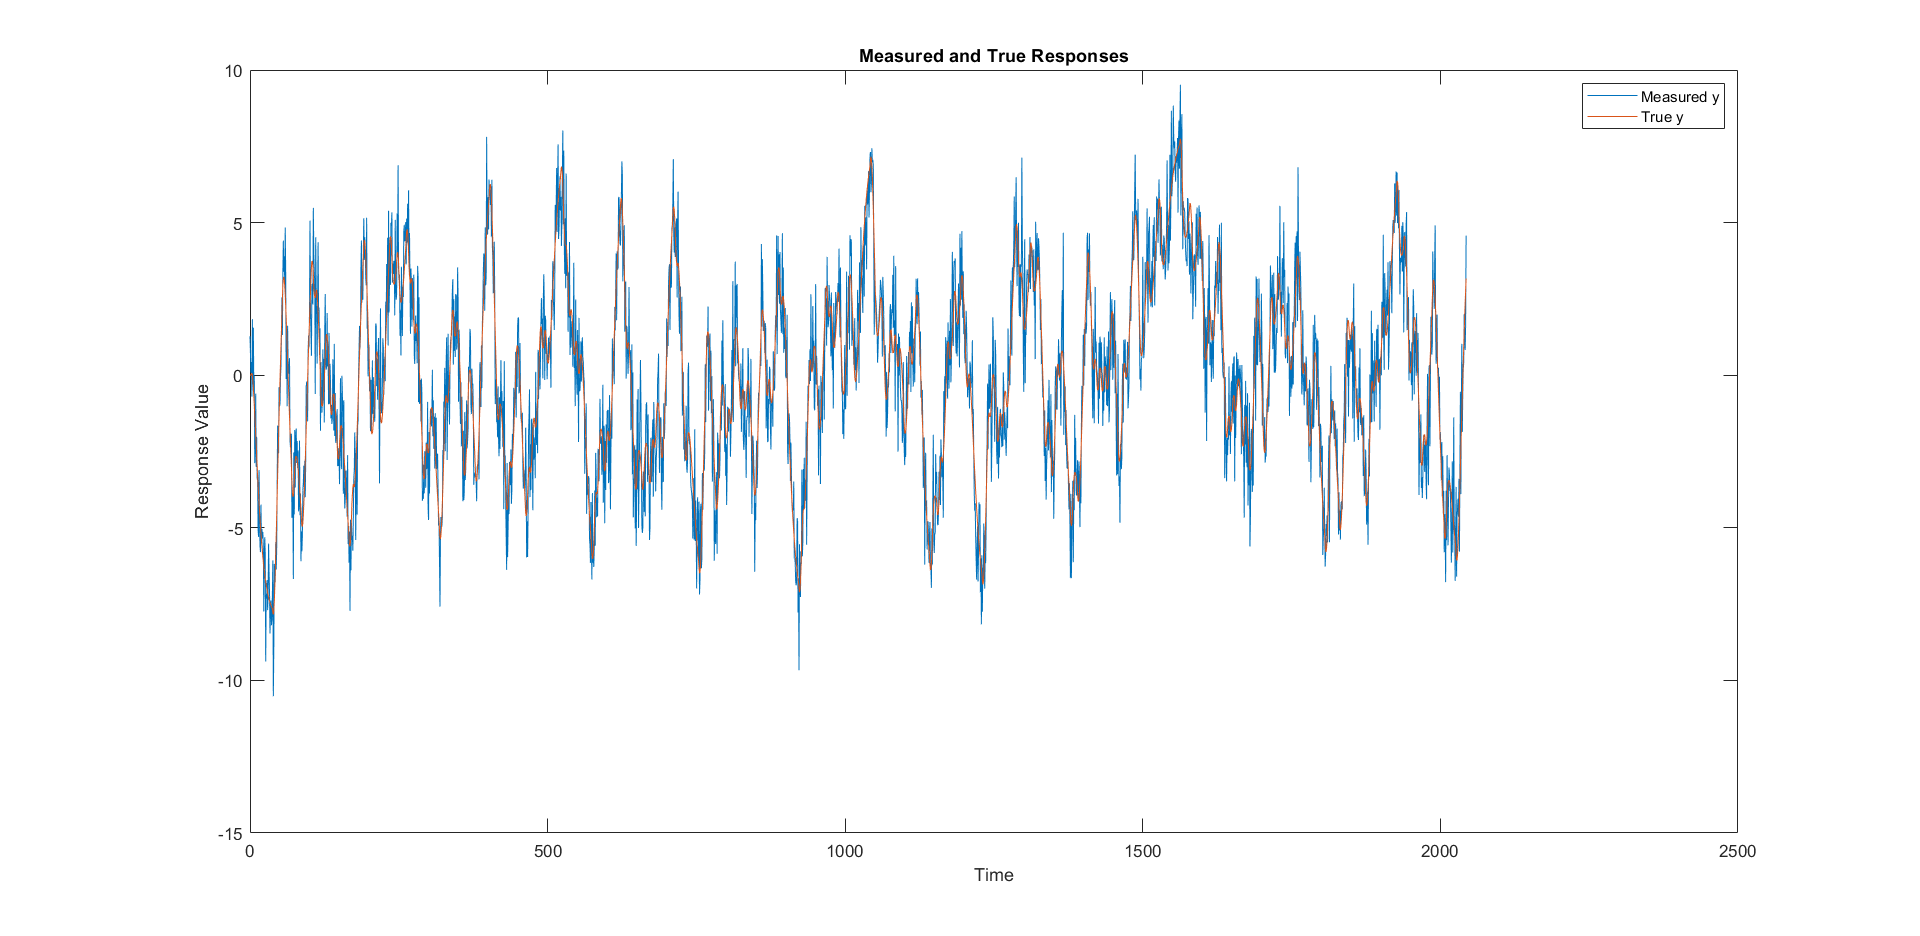 Measured and True Responses
Measured y
True y
10
5
0
-5
-10
-15
Response Value
0
500
1000
1500
2000
2500
Time